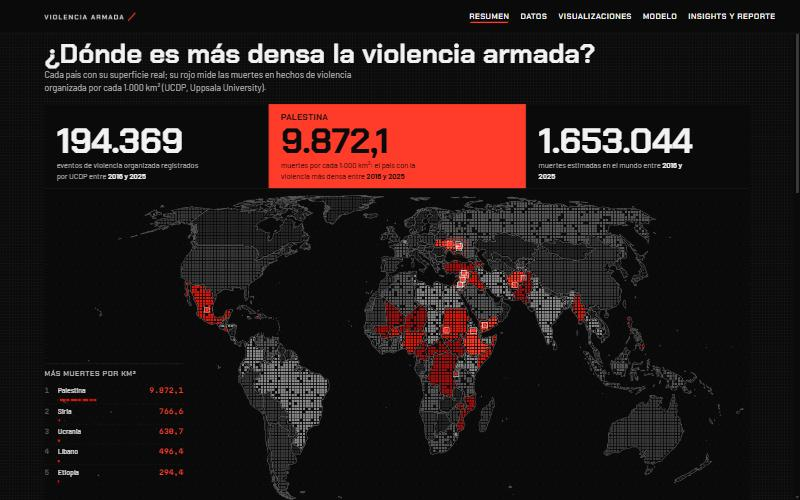 VIOLENCIA ARMADA
RESUMEN DATOS VISUALIZACIONES MODELO INSIGHTS Y REPORTE
¿Dónde es más densa la violencia armada?
Cada país con su superficie real; su rojo mide las muertes en hechos de violencia
organizada por cada 1.000 km² (UCDP, Uppsala University).
194.369
eventos de violencia organizada registrados
por UCDP entre 2016 y 2025
PALESTINA
9.872,1
muertes por cada 1.000 km²: el país con la
violencia más densa entre 2016 y 2025
1.653.044
muertes estimadas en el mundo entre 2016 y
2025
MÁS MUERTES POR KM²
1 Palestina 9.872,1
2 Siria 766,6
3 Ucrania 630,7
4 Líbano 496,4
5 Etiopía 294,4